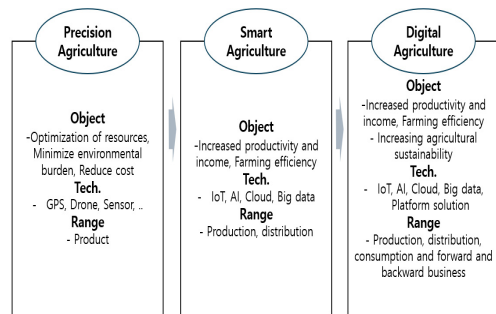 Precision
Agriculture
Object
-Optimization of resources,
Minimize environmental
burden, Reduce cost
Tech.
- GPS, Drone, Sensor, ..
Range
- Product
Smart
Agriculture
Object
-Increased productivity and
income, Farming efficiency
Tech.
- IoT, AI, Cloud, Big data
Range
- Production, distribution
Digital
Agriculture
Object
-Increased productivity and
income, Farming efficiency
- Increasing agricultural
sustainability
Tech.
- IoT, AI, Cloud, Big data,
Platform solution
Range
- Production, distribution,
consumption and forward and
backward business